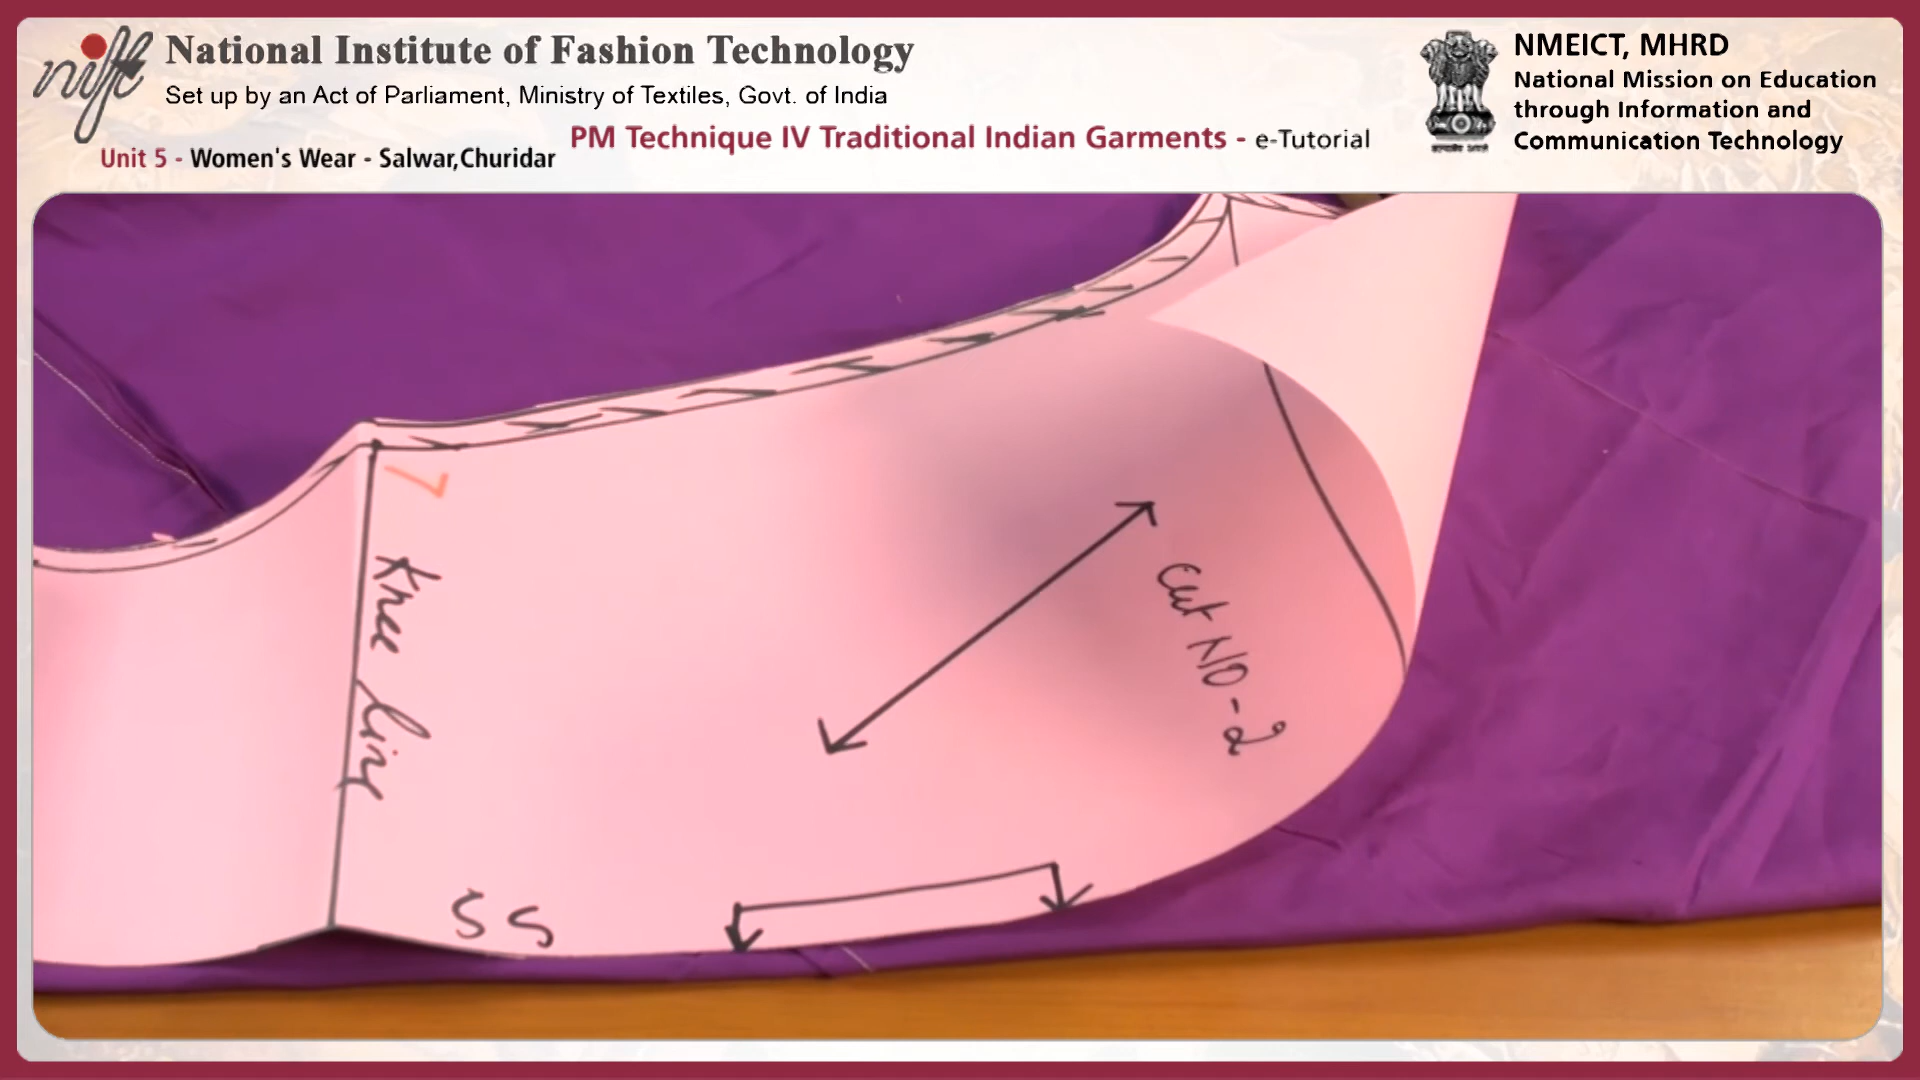 nift
National Institute of Fashion Technology
Set up by an Act of Parliament, Ministry of Textiles, Govt. of India
PM Technique IV Traditional Indian Garments - e-Tutorial
Unit 5 - Women's Wear - Salwar,Churidar
NMEICT, MHRD
National Mission on Education
through Information and
Communication Technology
7
Knee line
SS
Cut NO-2